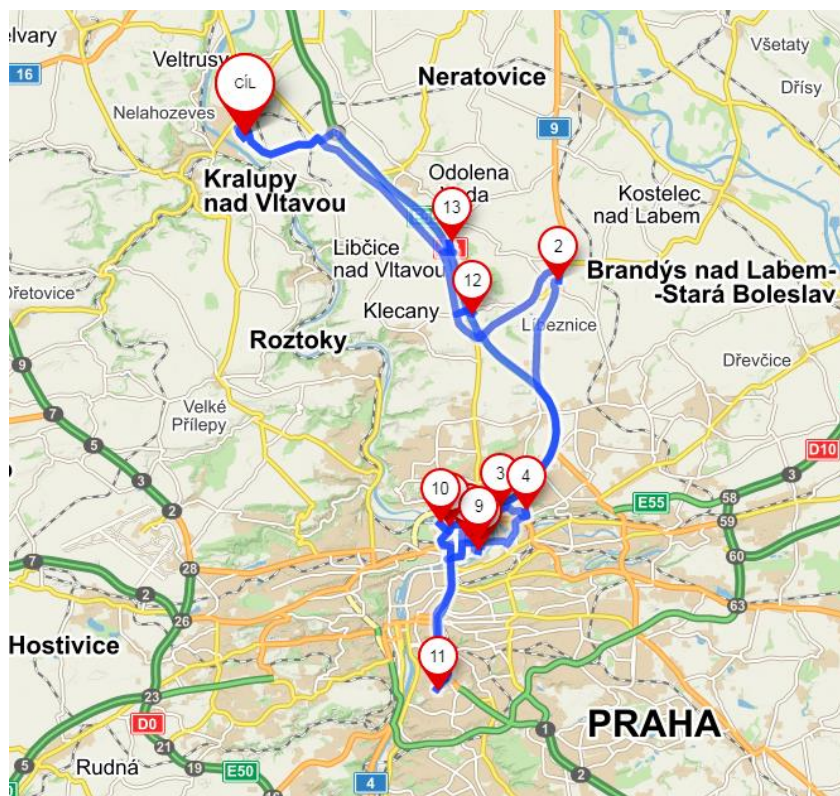 elvary
16
Veltrusy
CÍL
Nelahozeves
Neratovice
Všetaty
Dřísy
9
Kralupy
nad Vltavou
Odolena
13
Kostelec
nad Labem
Libčice
nad Vltavou
2
12
Brandýs nad Labem-
-Stará Boleslav
Klecany
Líbeznice
Dřetovice
Roztoky
Dřevčice
9
7
Velké
Přílepy
5
3
2
D10
3
E55
58
59
60
63
10
3
4
9
7
2
28
26
Hostivice
23
11
D0
21
19
E50
5
Rudná
4
PRAHA
1
2